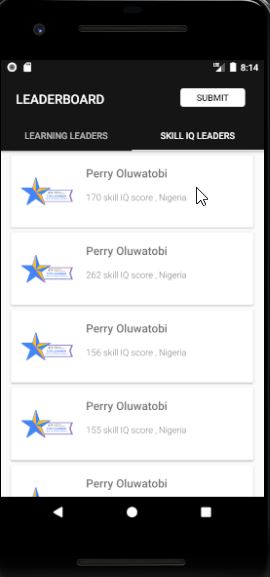 8:14
LEADERBOARD
SUBMIT
LEARNING LEADERS
SKILL IQ LEADERS
Perry Oluwatobi
170 skill IQ score , Nigeria
Perry Oluwatobi
262 skill IQ score , Nigeria
Perry Oluwatobi
156 skill IQ score , Nigeria
Perry Oluwatobi
155 skill IQ score , Nigeria
Perry Oluwatobi